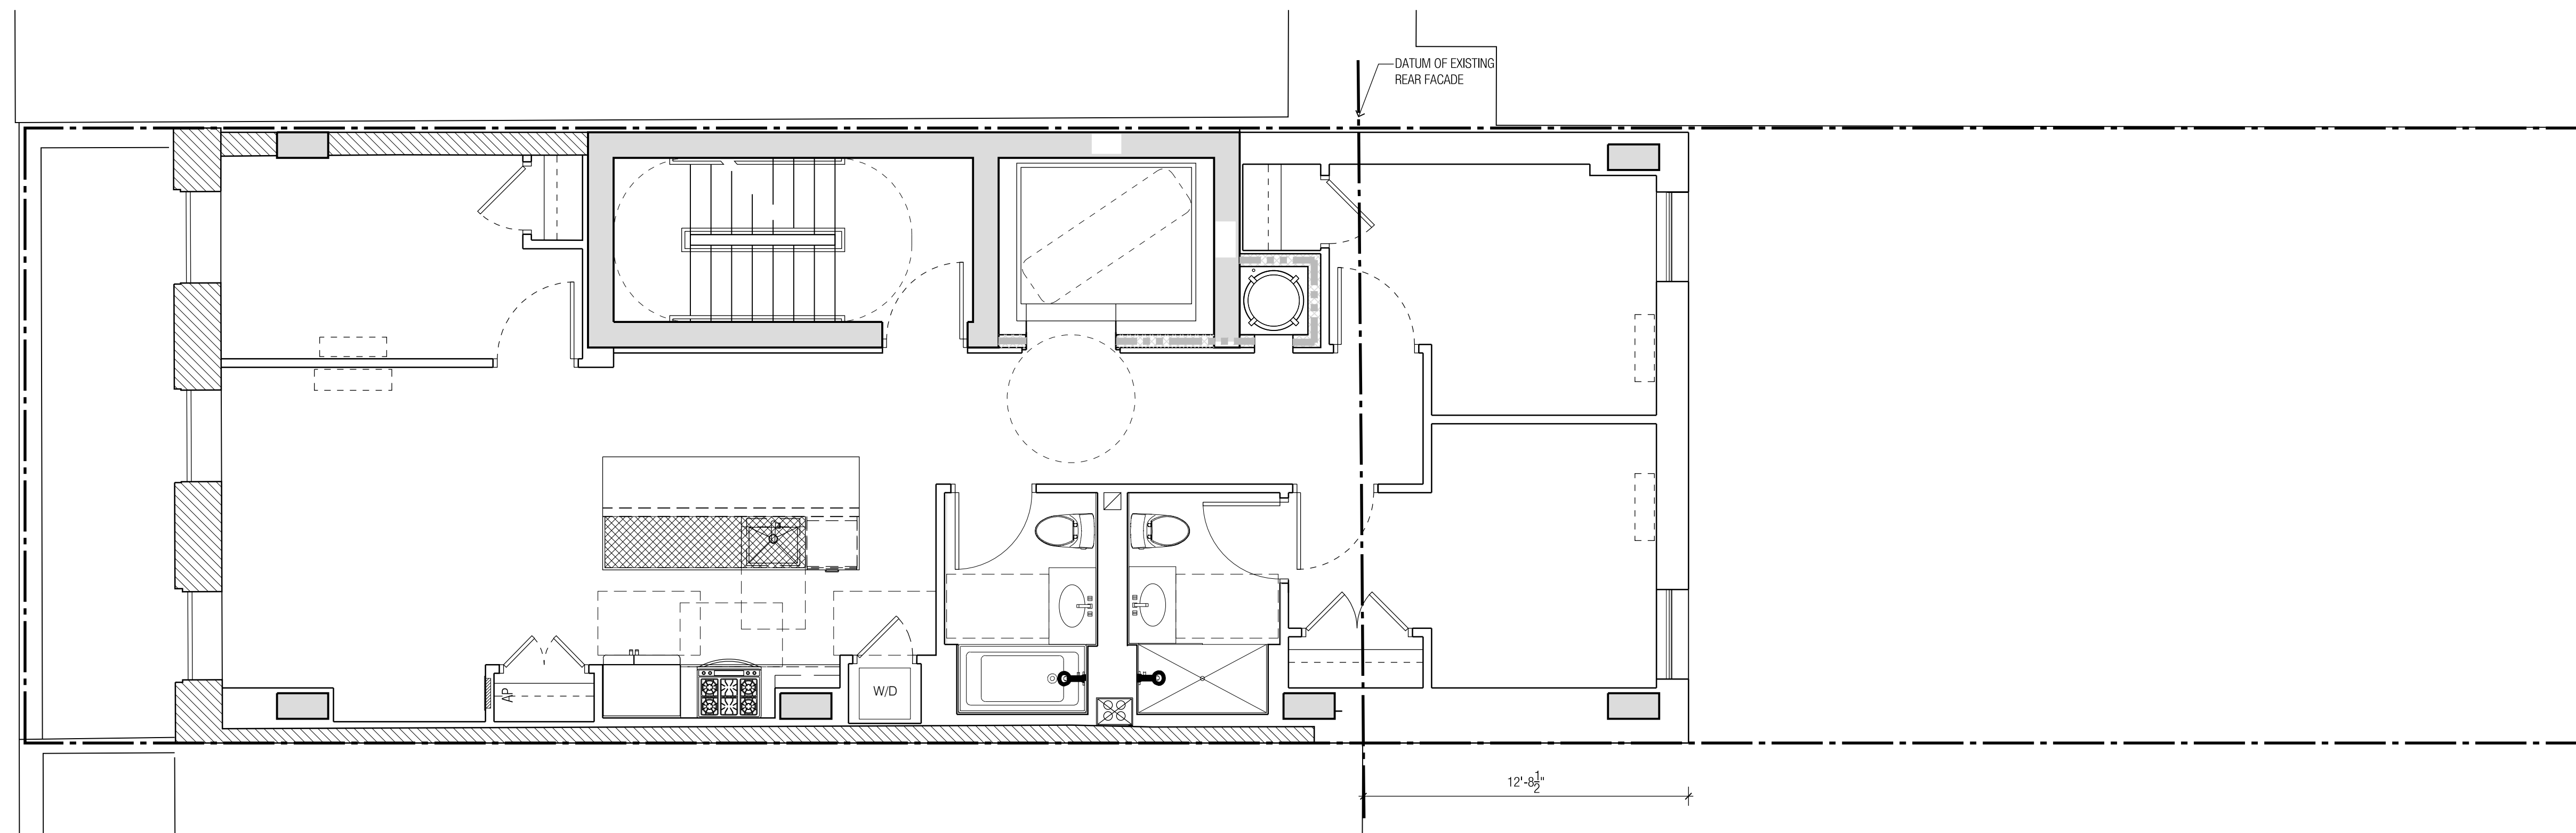 DATUM OF EXISTING
REAR FACADE
AP
W/D
12'-8½"